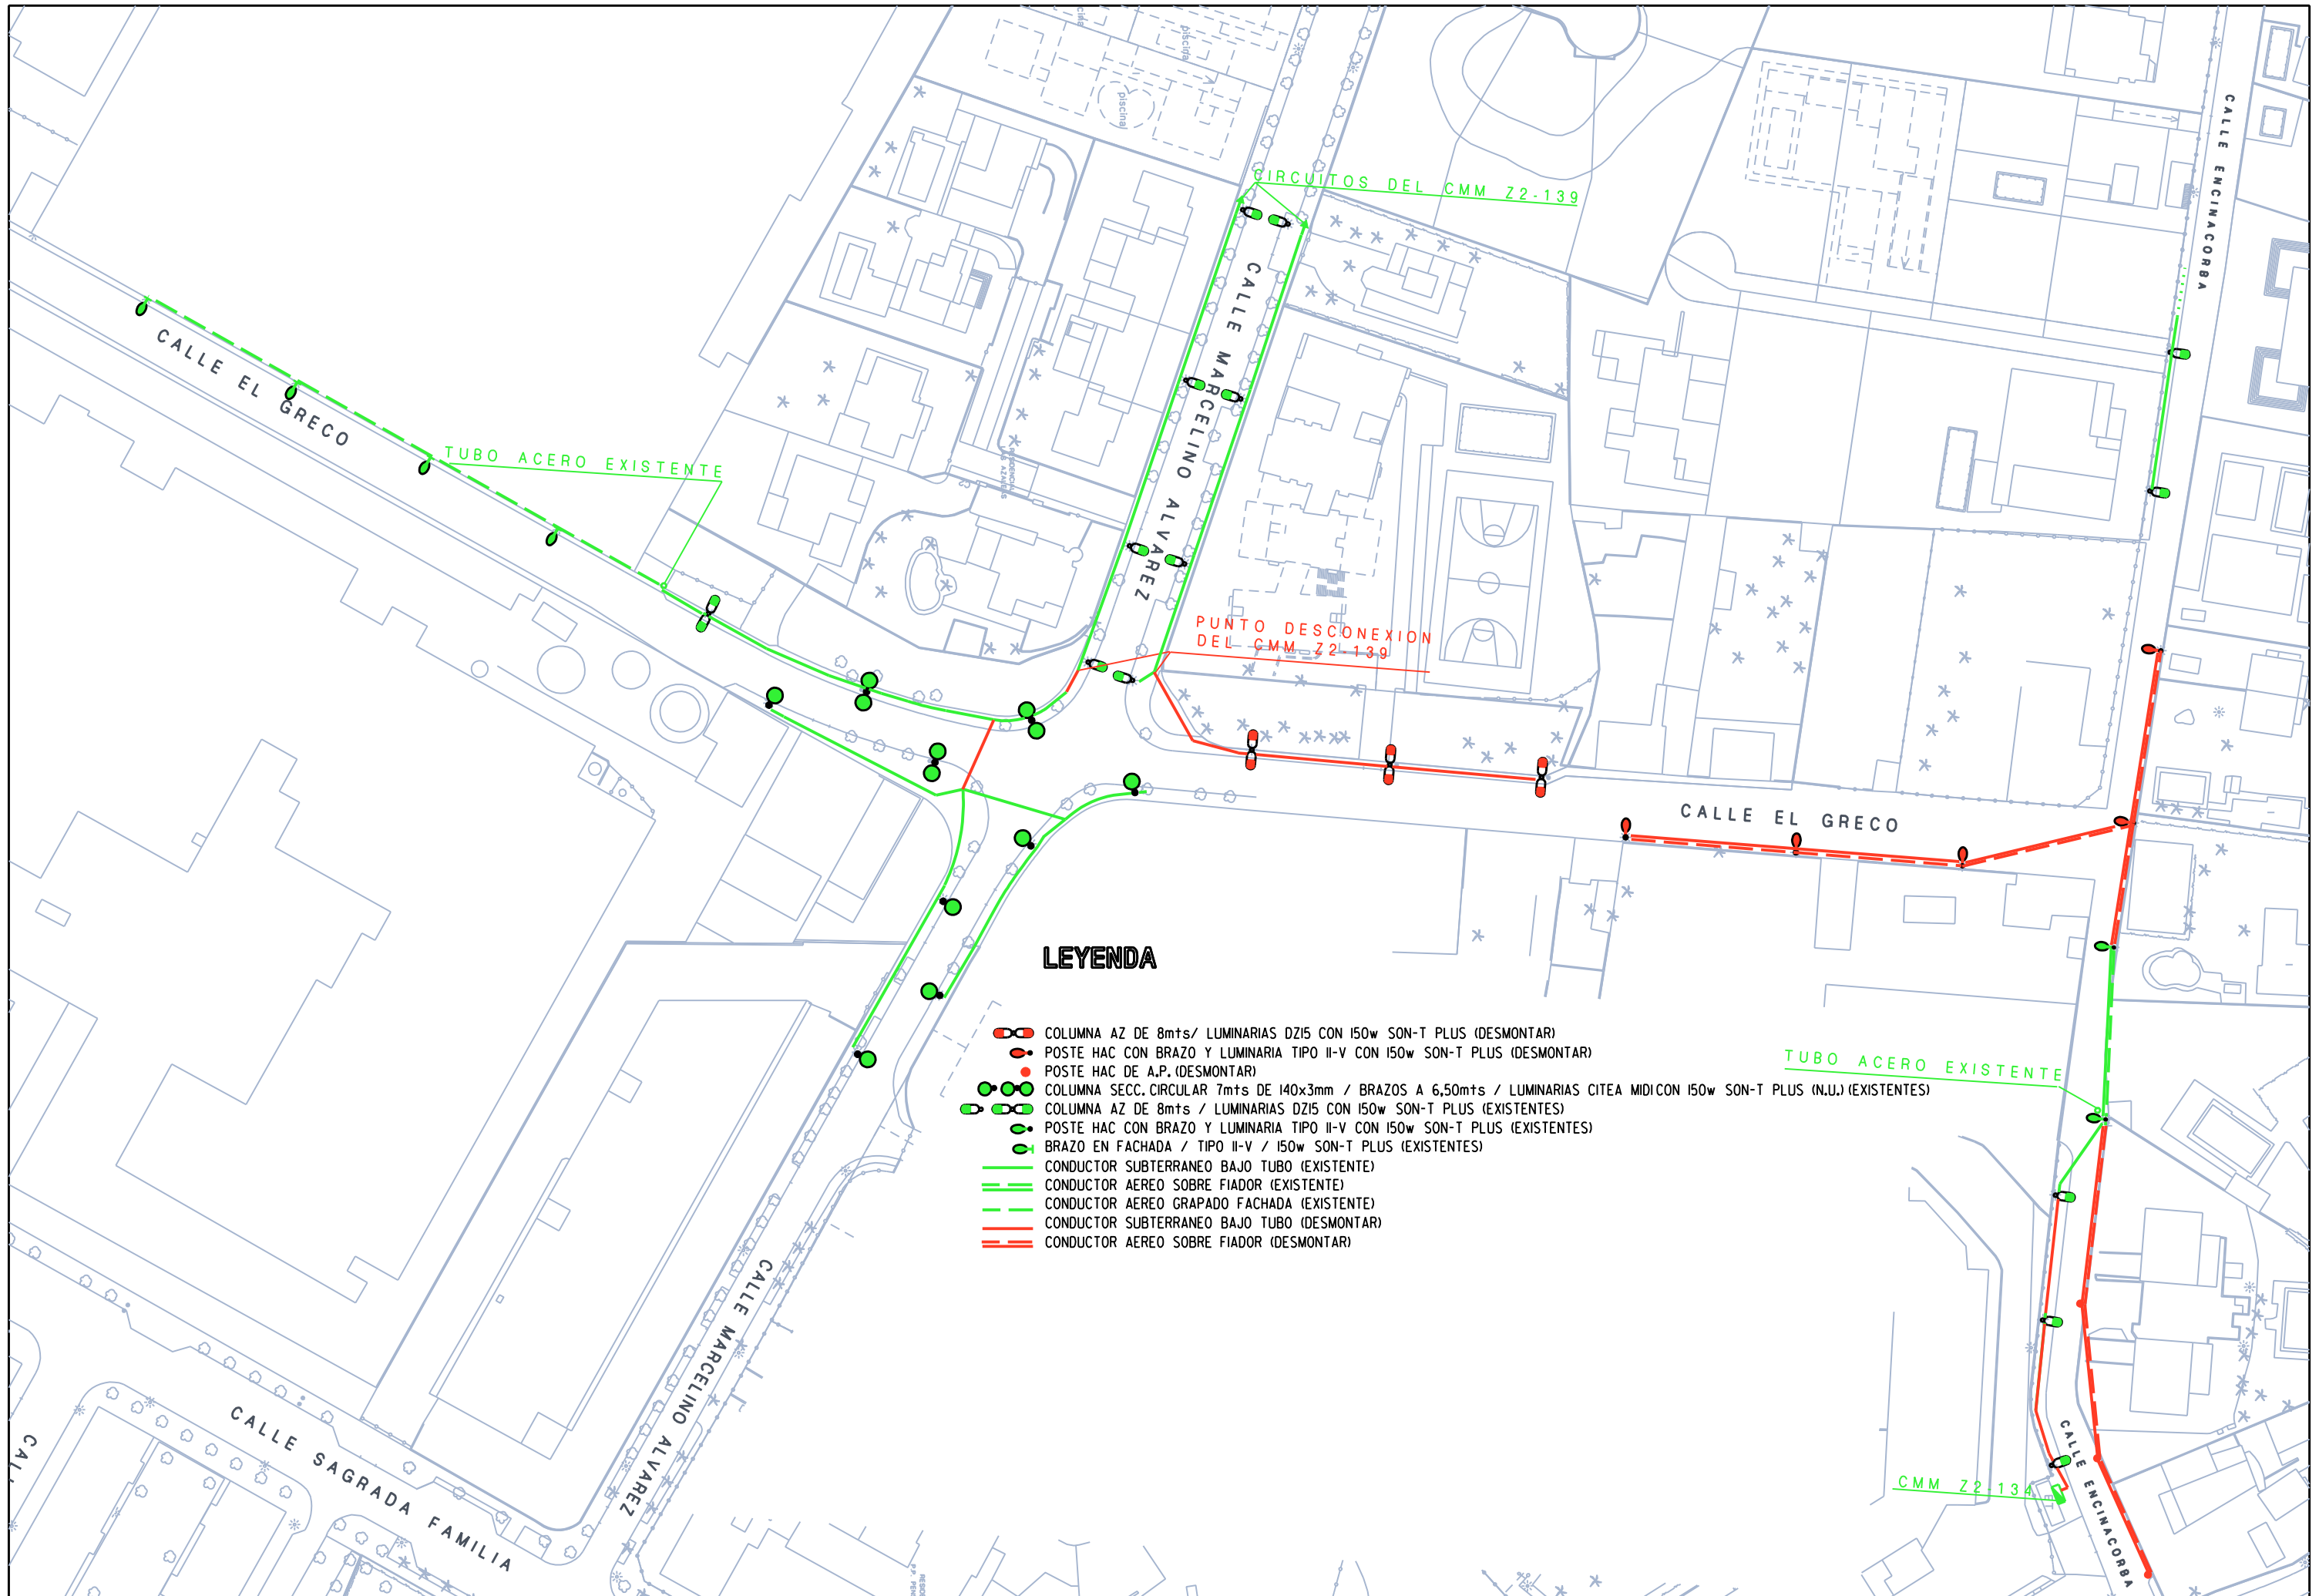 piscina
piscina
CALLE ENCINACORBA
CIRCUITOS DEL CMM Z2-139
CALLE MARCELINO ALVAREZ
CALLE EL GRECO
TUBO ACERO EXISTENTE
PUNTO DESCONEXION
DEL CMM Z2-139
CALLE EL GRECO
LEYENDA
COLUMNA AZ DE 8mts/ LUMINARIAS DZ15 CON 150w SON-T PLUS (DESMONTAR)
POSTE HAC CON BRAZO Y LUMINARIA TIPO II-V CON 150w SON-T PLUS (DESMONTAR)
POSTE HAC DE A.P. (DESMONTAR)
COLUMNA SECC. CIRCULAR 7mts DE 140x3mm / BRAZOS A 6,50mts / LUMINARIAS CITEA MIDI CON 150w SON-T PLUS (N.U.) (EXISTENTES)
COLUMNA AZ DE 8mts / LUMINARIAS DZ15 CON 150w SON-T PLUS (EXISTENTES)
POSTE HAC CON BRAZO Y LUMINARIA TIPO II-V CON 150w SON-T PLUS (EXISTENTES)
BRAZO EN FACHADA / TIPO II-V / 150w SON-T PLUS (EXISTENTES)
CONDUCTOR SUBTERRANEO BAJO TUBO (EXISTENTE)
CONDUCTOR AEREO SOBRE FIADOR (EXISTENTE)
CONDUCTOR AEREO GRAPADO FACHADA (EXISTENTE)
CONDUCTOR SUBTERRANEO BAJO TUBO (DESMONTAR)
CONDUCTOR AEREO SOBRE FIADOR (DESMONTAR)
TUBO ACERO EXISTENTE
CALLE MARCELINO ALVAREZ
CALLE SAGRADA FAMILIA
CMM Z2-134
CALLE ENCINACORBA